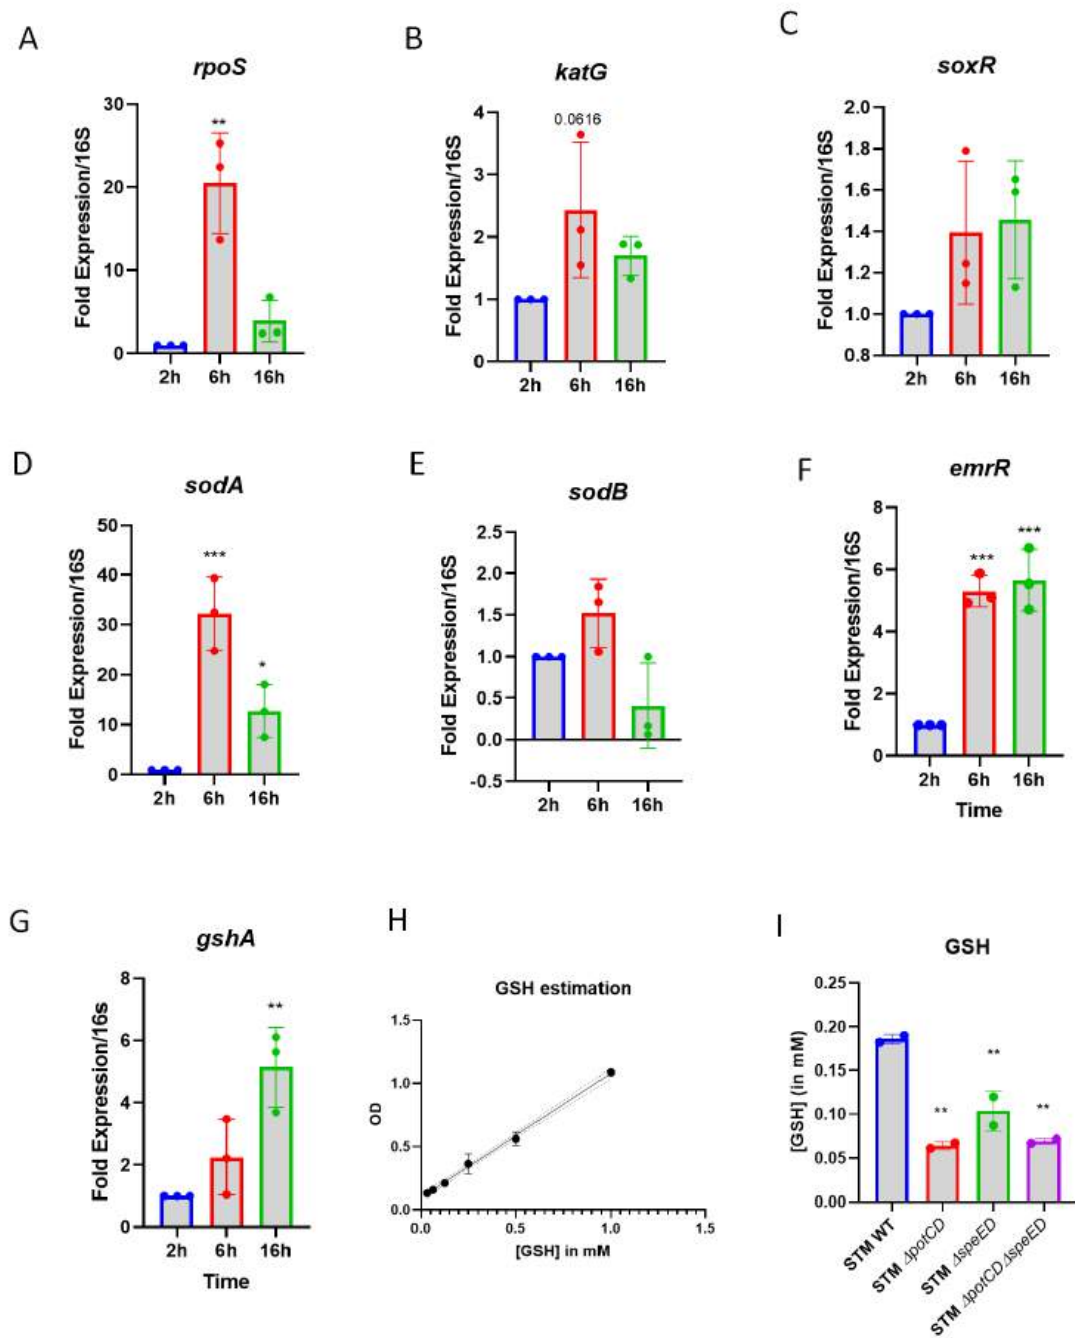 A
rpoS
Fold Expression/16S
30
20
10
0
**
2h 6h 16h
B
katG
Fold Expression/16S
4
3
2
1
0
0.0616
2h 6h 16h
C
soxR
Fold Expression/16S
2.0
1.8
1.6
1.4
1.2
1.0
0.8
2h 6h 16h
D
sodA
Fold Expression/16S
50
40
30
20
10
0
***
*
2h 6h 16h
E
sodB
Fold Expression/16S
2.5
2.0
1.5
1.0
0.5
0.0
-0.5
2h 6h 16h
F
emrR
Fold Expression/16S
8
6
4
2
0
***
***
2h 6h 16h
Time
G
gshA
Fold Expression/16s
8
6
4
2
0
**
2h 6h 16h
Time
H
GSH estimation
OD
1.5
1.0
0.5
0.0
0.0 0.5 1.0 1.5
[GSH] in mM
I
GSH
[GSH] (in mM)
0.25
0.20
0.15
0.10
0.05
0.00
**
**
**
STM WT
STM ΔpotCD
STM ΔspeED
STM ΔpotCDΔspeED